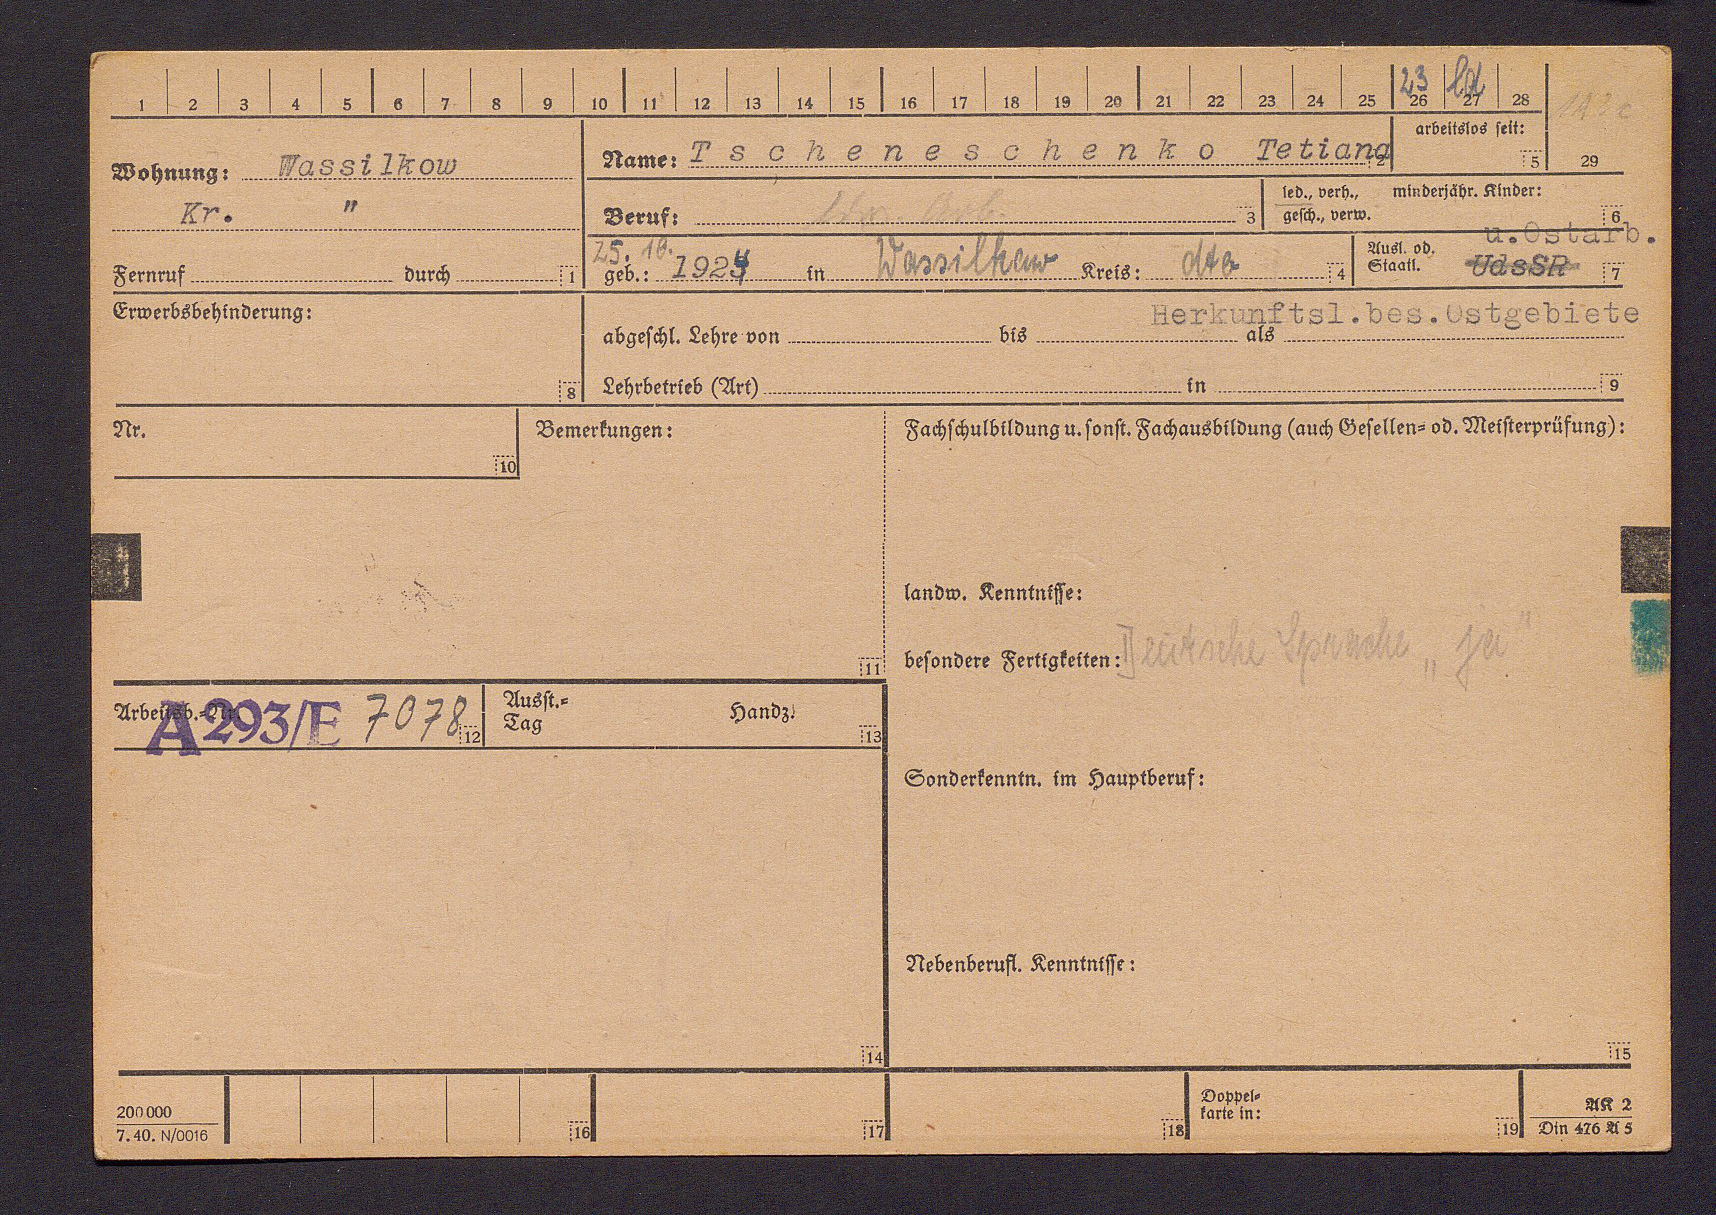 1 2 3 4 5 6 7 8 9 10 11 12 13 14 15 16 17 18 19 20 21 22 23 24 25 26 27 28
23
Wohnung: Wassilkow
Kr. "
Fernruf durch 1
Name: Tscheneschenko Tetiana 2
arbeitslos seit: 5 29
Beruf: 3
led., verh., minderjähr. Kinder:
gesch., verw. 6
25. 10.
geb.: 1924 in Wassilkow Kreis: dto 4
Ausl. od. u.Ostarb.
Staatl. UdSSR 7
Erwerbsbehinderung:
8
Herkunftsl.bes.Ostgebiete
abgeschl. Lehre von bis als
Lehrbetrieb (Art) in 9
Nr.
10
Bemerkungen:
11
Fachschulbildung u. sonst. Fachausbildung (auch Gesellen= od. Meisterprüfung):
landw. Kenntnisse:
besondere Fertigkeiten: Deutsche Sprache „ja"
Arbeitsb.=Nr. A 293/E 7078 12
Ausst.=
Tag Handz. 13
Sonderkenntn. im Hauptberuf:
Nebenberufl. Kenntnisse:
14
15
200 000
7. 40. N/0016
16 17 18
Doppel=
karte in: 19
AK 2
Din 476 A 5